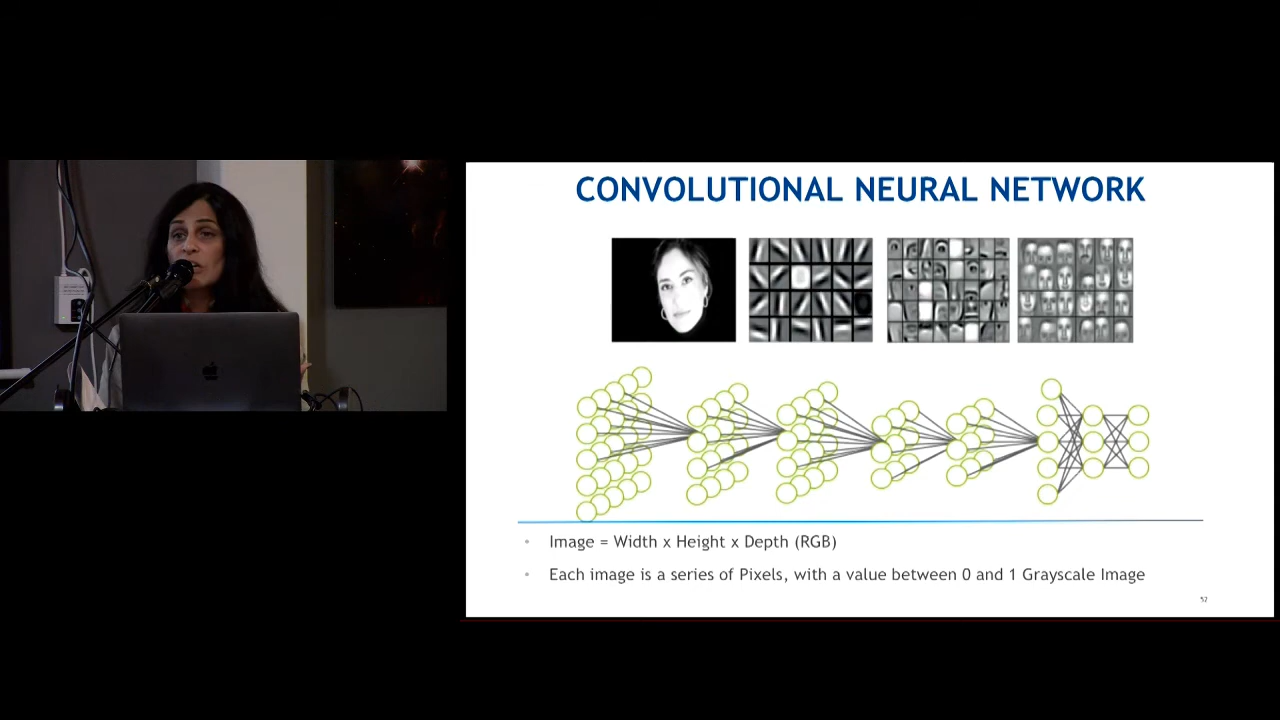 CONVOLUTIONAL NEURAL NETWORK
• Image = Width x Height x Depth (RGB)
• Each image is a series of Pixels, with a value between 0 and 1 Grayscale Image